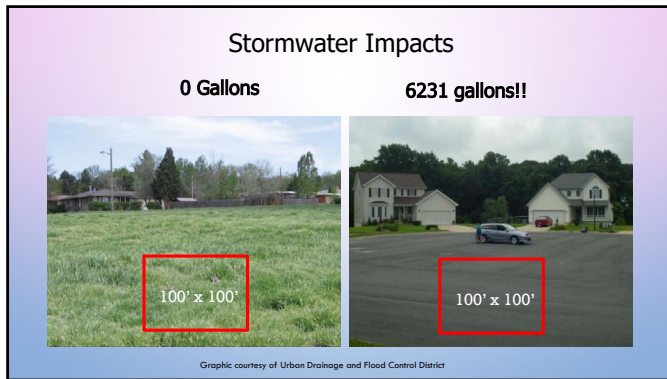 Stormwater Impacts
0 Gallons
6231 gallons!!
100’ x 100’
100’ x 100’
Graphic courtesy of Urban Drainage and Flood Control District